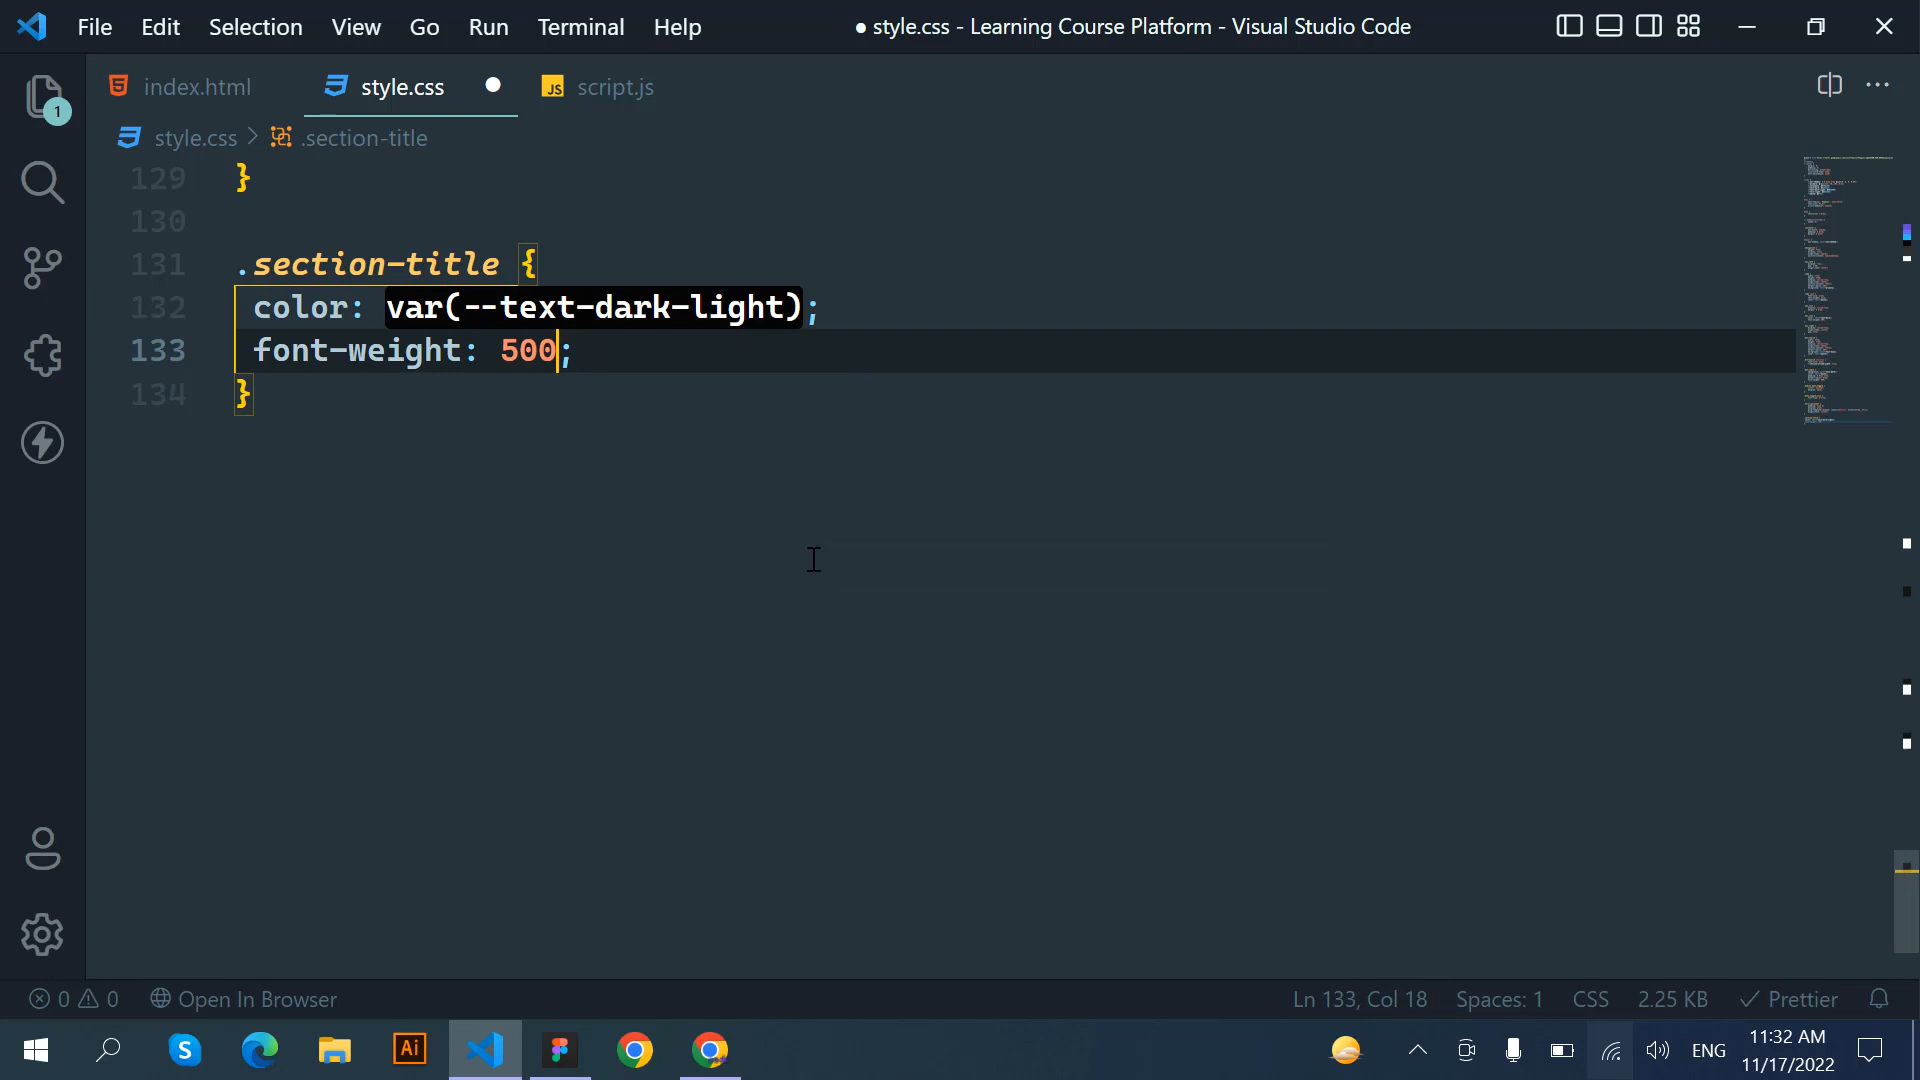 File Edit Selection View Go Run Terminal Help
● style.css - Learning Course Platform - Visual Studio Code
1
index.html
style.css
JS script.js
style.css > .section-title
129 }
130
131 .section-title {
132 color: var(--text-dark-light);
133 font-weight: 500;
134 }
0 0 Open In Browser
Ln 133, Col 18 Spaces: 1 CSS 2.25 KB Prettier
S
Ai
ENG
11:32 AM
11/17/2022